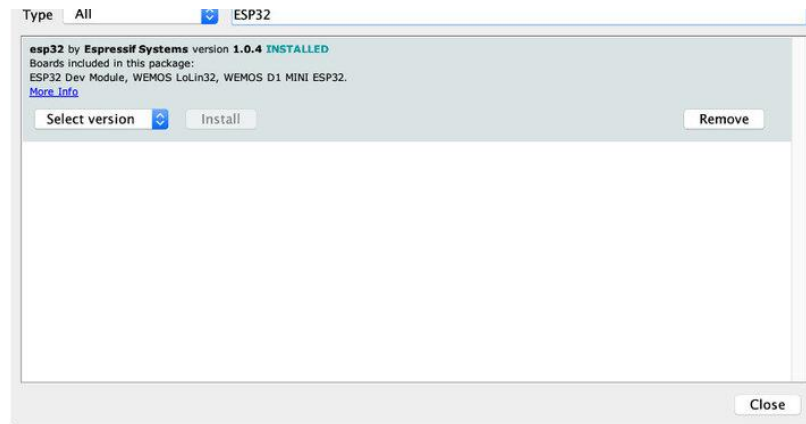 Type All ESP32
esp32 by Espressif Systems version 1.0.4 INSTALLED
Boards included in this package:
ESP32 Dev Module, WEMOS LoLin32, WEMOS D1 MINI ESP32.
More Info
Select version Install Remove
Close